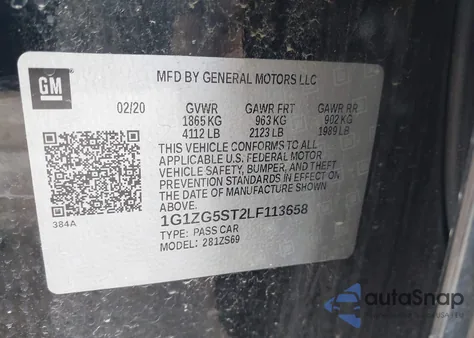 GM
MFD BY GENERAL MOTORS LLC
02/20 GVWR GAWR FRT GAWR RR
1865 KG 963 KG 902 KG
4112 LB 2123 LB 1989 LB
THIS VEHICLE CONFORMS TO ALL
APPLICABLE U.S. FEDERAL MOTOR
VEHICLE SAFETY, BUMPER, AND THEFT
PREVENTION STANDARDS IN EFFECT ON
THE DATE OF MANUFACTURE SHOWN
ABOVE.
384A
1G1ZG5ST2LF113658
TYPE: PASS CAR
MODEL: 281ZS69
autoSnap